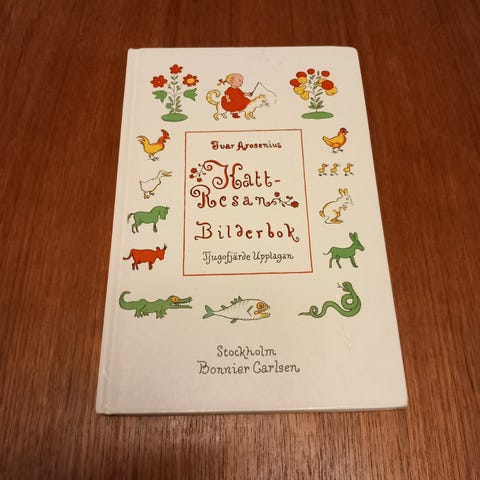 Ivar Arosenius
Katt-
Resan
Bilderbok
Tjugofjärde Upplagan
Stockholm
Bonnier Carlsen